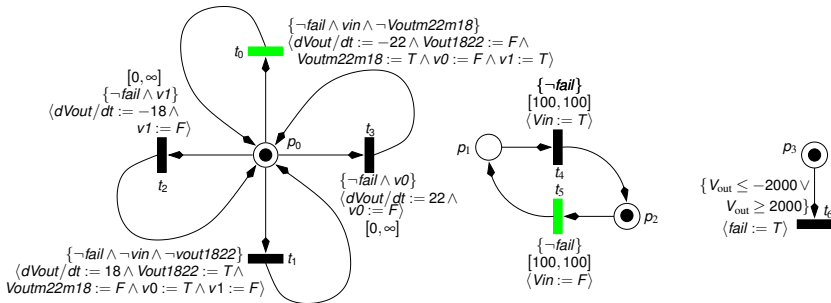 {¬fail ∧ vin ∧ ¬Voutm22m18}
t0
⟨dVout/dt := −22 ∧ Vout1822 := F∧
Voutm22m18 := T ∧ v0 := F ∧ v1 := T⟩
[0, ∞]
{¬fail ∧ v1}
⟨dVout/dt := −18∧
v1 := F⟩
t2
p0
t3
{¬fail ∧ v0}
⟨dVout/dt := 22∧
v0 := F⟩
[0, ∞]
{¬fail ∧ ¬vin ∧ ¬vout1822}
t1
⟨dVout/dt := 18 ∧ Vout1822 := T∧
Voutm22m18 := F ∧ v0 := T ∧ v1 := F⟩
{¬fail}
[100, 100]
⟨Vin := T⟩
p1
t4
t5
p2
{¬fail}
[100, 100]
⟨Vin := F⟩
p3
{Vout ≤ −2000∨
Vout ≥ 2000}
t6
⟨fail := T⟩